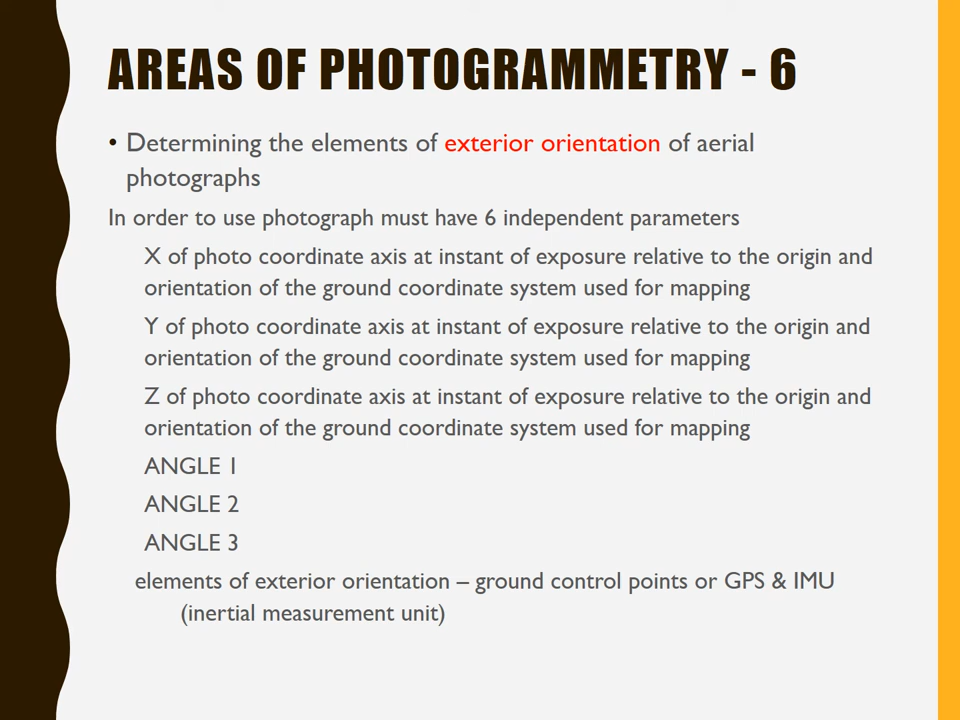 AREAS OF PHOTOGRAMMETRY - 6
• Determining the elements of exterior orientation of aerial
photographs
In order to use photograph must have 6 independent parameters
X of photo coordinate axis at instant of exposure relative to the origin and
orientation of the ground coordinate system used for mapping
Y of photo coordinate axis at instant of exposure relative to the origin and
orientation of the ground coordinate system used for mapping
Z of photo coordinate axis at instant of exposure relative to the origin and
orientation of the ground coordinate system used for mapping
ANGLE 1
ANGLE 2
ANGLE 3
elements of exterior orientation – ground control points or GPS & IMU
(inertial measurement unit)